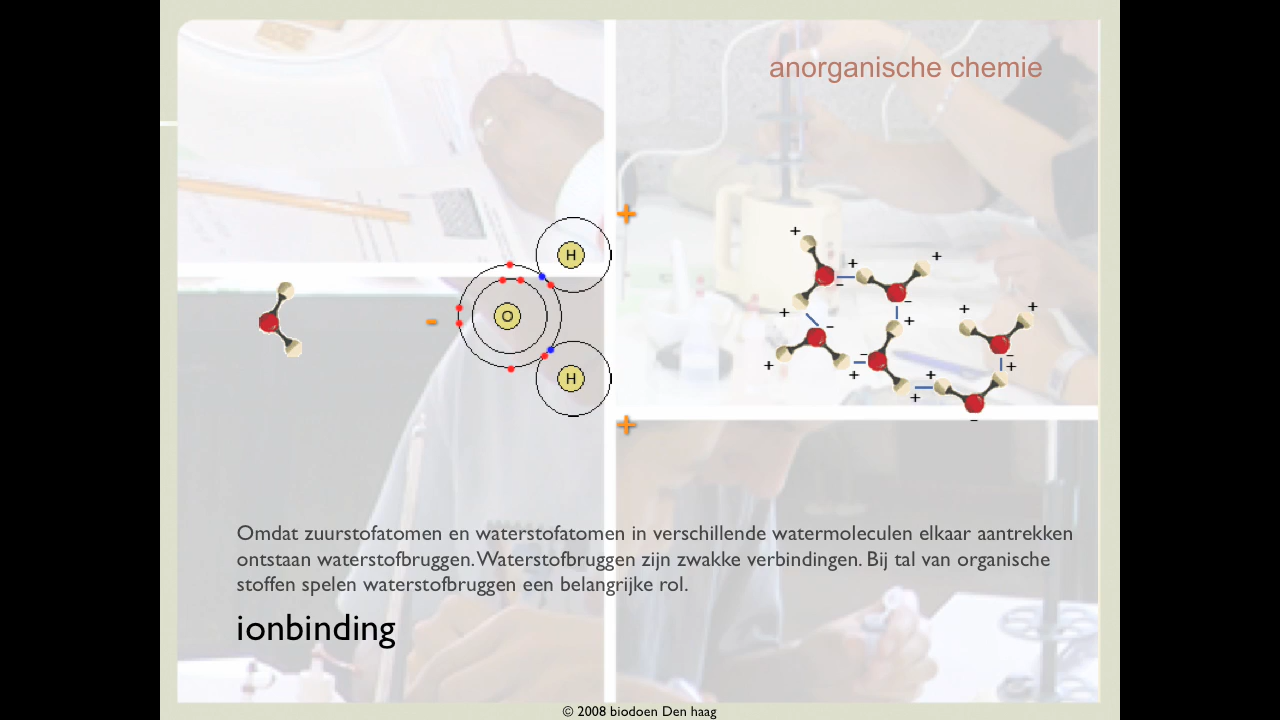 anorganische chemie
H
O
H
Omdat zuurstofatomen en waterstofatomen in verschillende watermoleculen elkaar aantrekken
ontstaan waterstofbruggen. Waterstofbruggen zijn zwakke verbindingen. Bij tal van organische
stoffen spelen waterstofbruggen een belangrijke rol.
ionbinding
© 2008 biodoen Den haag